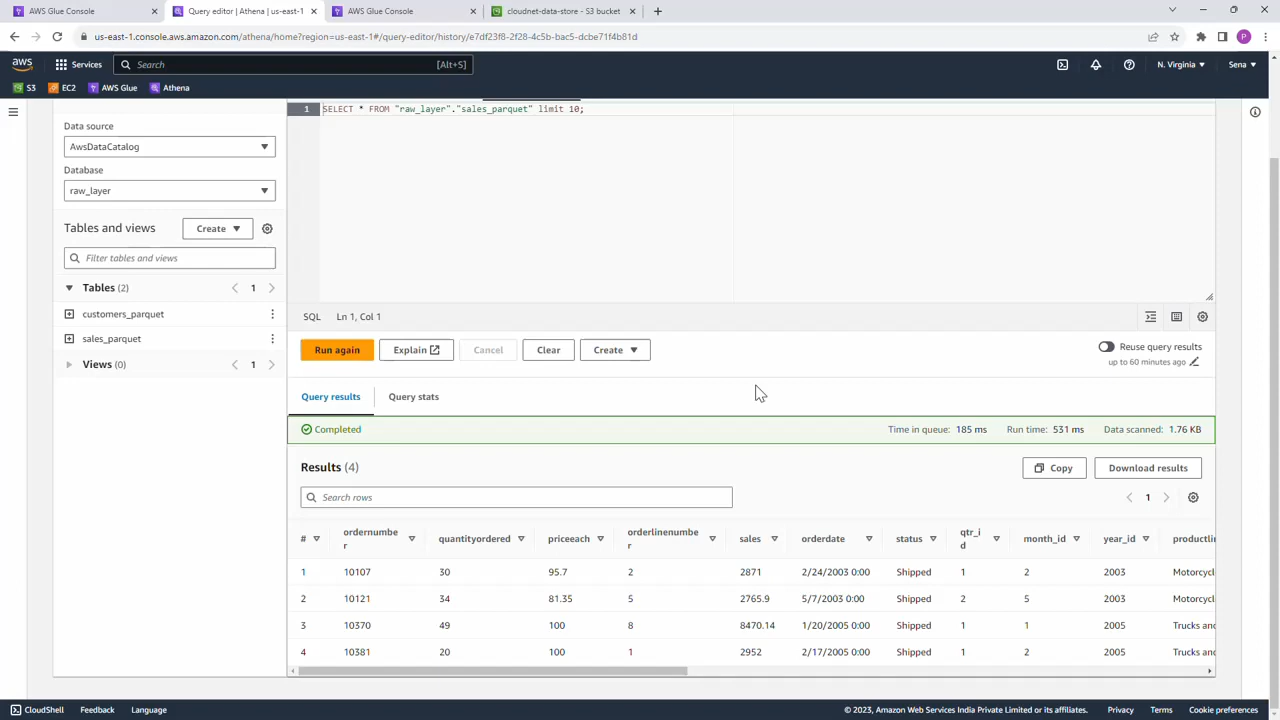 AWS Glue Console
Query editor | Athena | us-east-1
AWS Glue Console
cloudnet-data-store - S3 bucket
us-east-1.console.aws.amazon.com/athena/home?region=us-east-1#/query-editor/history/e7df23f8-2f28-4c5b-bac5-dcbe71f4b81d
P
aws
Services
Search
[Alt+S]
N. Virginia
Sena
S3
EC2
AWS Glue
Athena
Data source
AwsDataCatalog
Database
raw_layer
Tables and views
Create
Filter tables and views
Tables (2)
1
customers_parquet
sales_parquet
Views (0)
1
1 SELECT * FROM "raw_layer"."sales_parquet" limit 10;
SQL Ln 1, Col 1
Run again Explain Cancel Clear Create
Reuse query results
up to 60 minutes ago
Query results Query stats
Completed Time in queue: 185 ms Run time: 531 ms Data scanned: 1.76 KB
Results (4) Copy Download results
Search rows
1
# ordernumber quantityordered priceeach orderlinenumber sales orderdate status qtr_id month_id year_id productlin
1 10107 30 95.7 2 2871 2/24/2003 0:00 Shipped 1 2 2003 Motorcycl
2 10121 34 81.35 5 2765.9 5/7/2003 0:00 Shipped 2 5 2003 Motorcycl
3 10370 49 100 8 8470.14 1/20/2005 0:00 Shipped 1 1 2005 Trucks and
4 10381 20 100 1 2952 2/17/2005 0:00 Shipped 1 2 2005 Trucks and
CloudShell Feedback Language © 2023, Amazon Web Services India Private Limited or its affiliates. Privacy Terms Cookie preferences